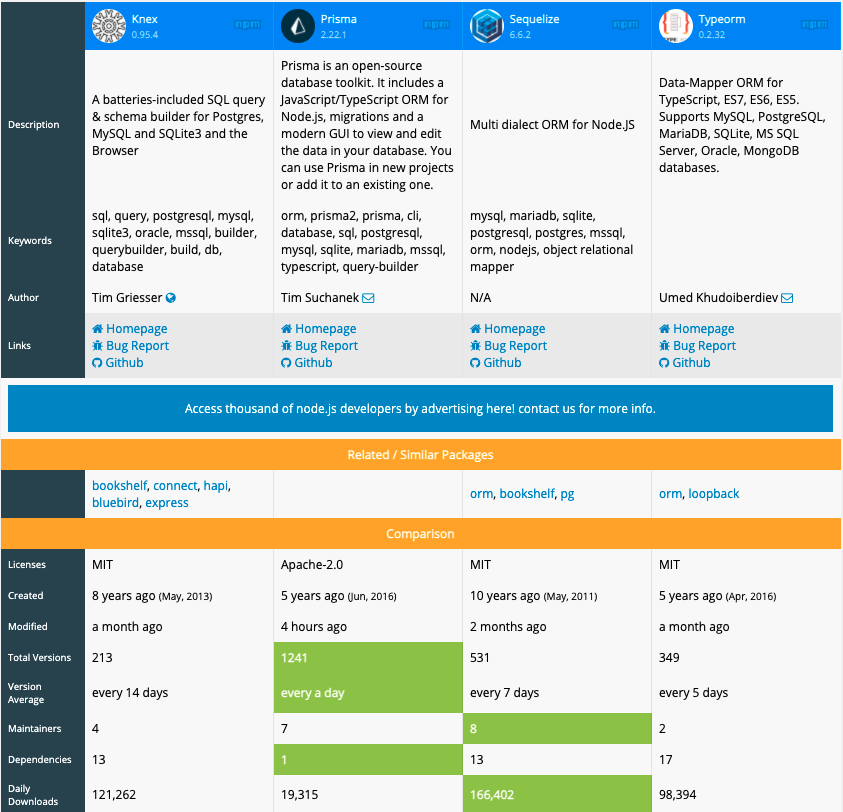 Knex
0.95.4
Prisma
2.22.1
Sequelize
6.6.2
Typeorm
0.2.32
Description
A batteries-included SQL query
& schema builder for Postgres,
MySQL and SQLite3 and the
Browser
Prisma is an open-source
database toolkit. It includes a
JavaScript/TypeScript ORM for
Node.js, migrations and a
modern GUI to view and edit
the data in your database. You
can use Prisma in new projects
or add it to an existing one.
Multi dialect ORM for Node.JS
Data-Mapper ORM for
TypeScript, ES7, ES6, ES5.
Supports MySQL, PostgreSQL,
MariaDB, SQLite, MS SQL
Server, Oracle, MongoDB
databases.
Keywords
sql, query, postgresql, mysql,
sqlite3, oracle, mssql, builder,
querybuilder, build, db,
database
orm, prisma2, prisma, cli,
database, sql, postgresql,
mysql, sqlite, mariadb, mssql,
typescript, query-builder
mysql, mariadb, sqlite,
postgresql, postgres, mssql,
orm, nodejs, object relational
mapper
Author
Tim Griesser
Tim Suchanek
N/A
Umed Khudoiberdiev
Links
Homepage
Bug Report
Github
Homepage
Bug Report
Github
Homepage
Bug Report
Github
Homepage
Bug Report
Github
Access thousand of node.js developers by advertising here! contact us for more info.
Related / Similar Packages
bookshelf, connect, hapi,
bluebird, express
orm, bookshelf, pg
orm, loopback
Comparison
Licenses
MIT
Apache-2.0
MIT
MIT
Created
8 years ago (May, 2013)
5 years ago (Jun, 2016)
10 years ago (May, 2011)
5 years ago (Apr, 2016)
Modified
a month ago
4 hours ago
2 months ago
a month ago
Total Versions
213
1241
531
349
Version
Average
every 14 days
every a day
every 7 days
every 5 days
Maintainers
4
7
8
2
Dependencies
13
1
13
17
Daily
Downloads
121,262
19,315
166,402
98,394